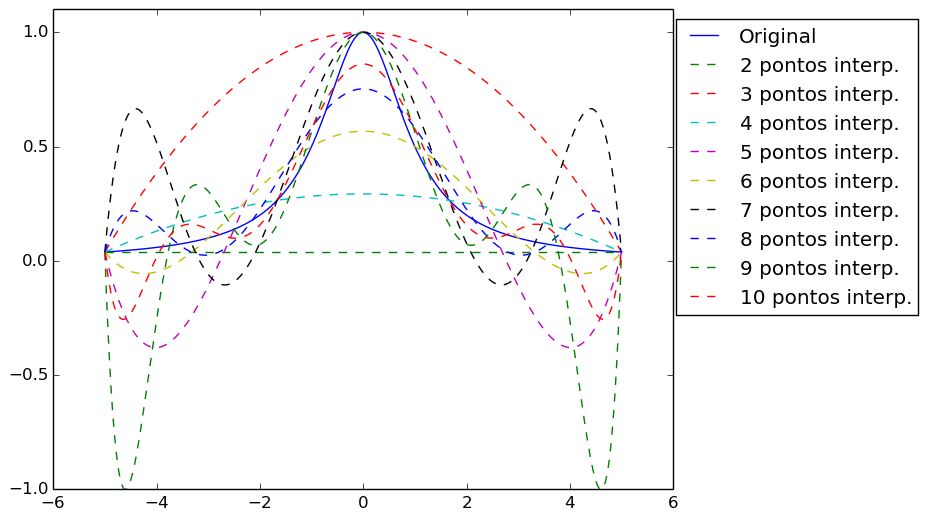 1.0
0.5
0.0
−0.5
−1.0
−6
−4
−2
0
2
4
6
Original
2 pontos interp.
3 pontos interp.
4 pontos interp.
5 pontos interp.
6 pontos interp.
7 pontos interp.
8 pontos interp.
9 pontos interp.
10 pontos interp.